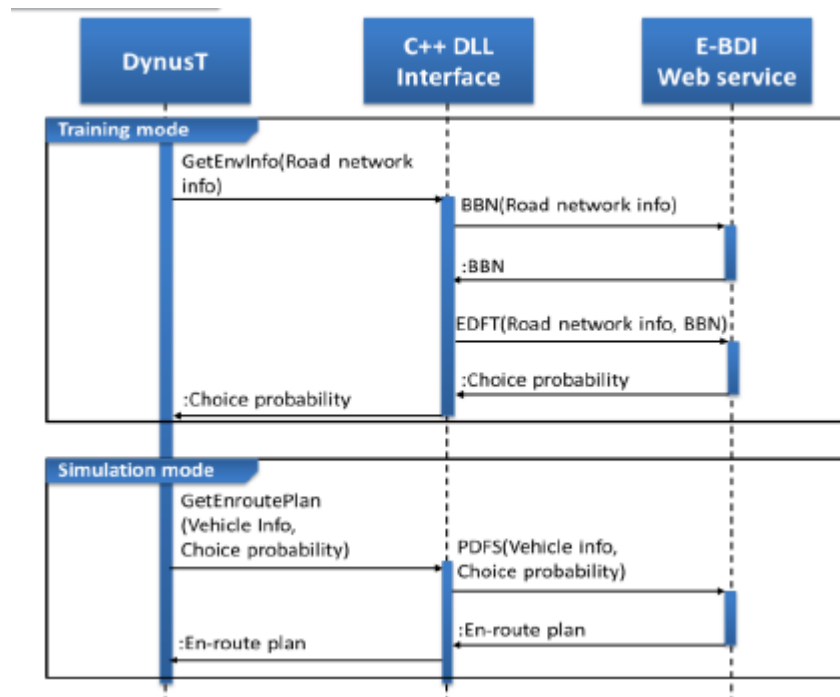 DynusT
C++ DLL
Interface
E-BDI
Web service
Training mode
GetEnvInfo(Road network
info)
BBN(Road network info)
:BBN
EDFT(Road network info, BBN)
:Choice probability
:Choice probability
Simulation mode
GetEnroutePlan
(Vehicle Info,
Choice probability)
PDFS(Vehicle info,
Choice probability)
:En-route plan
:En-route plan